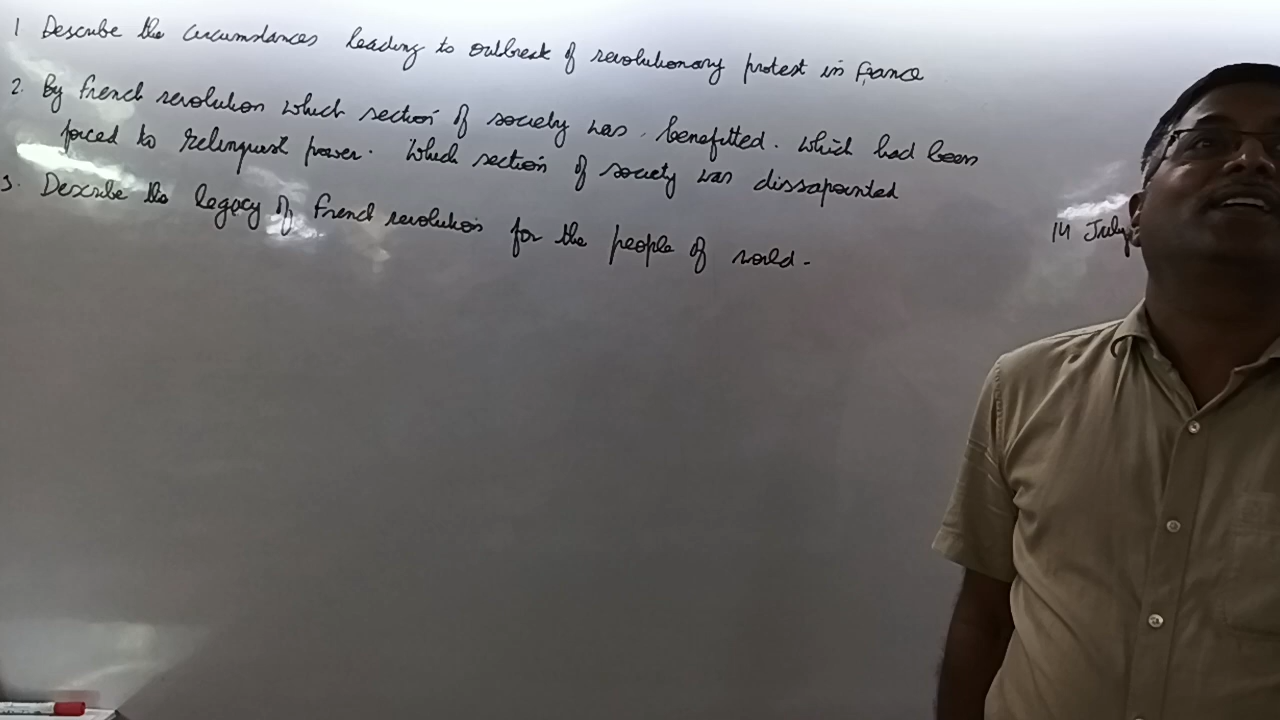 1 Describe the circumstances leading to outbreak of revolutionary protest in France
2. By French revolution which section of society was benefitted. which had been
forced to relinquist power. Which section of society was dissapointed
3. Describe the legacy of French revolution for the people of world.
14 July